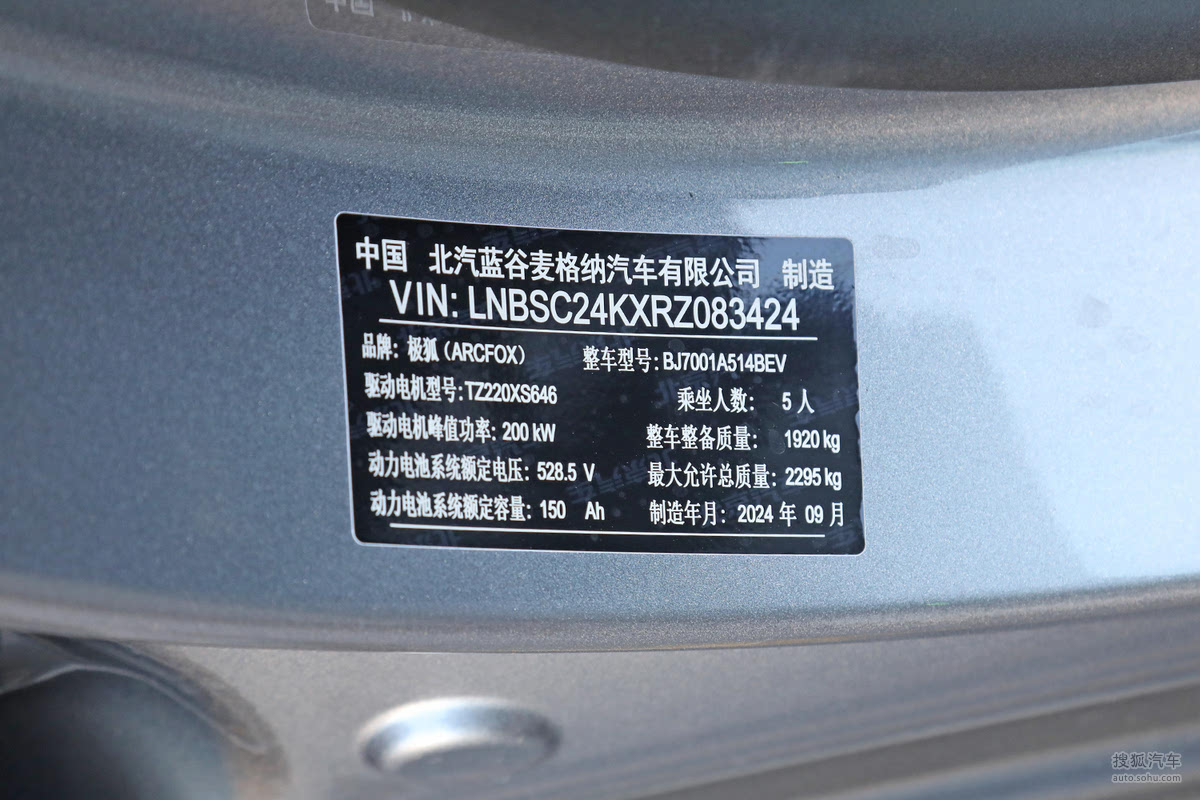 中国 北汽蓝谷麦格纳汽车有限公司 制造
VIN: LNBSC24KXRZ083424
品牌: 极狐 (ARCFOX) 整车型号: BJ7001A514BEV
驱动电机型号: TZ220XS646 乘坐人数: 5 人
驱动电机峰值功率: 200 kW 整车整备质量: 1920 kg
动力电池系统额定电压: 528.5 V 最大允许总质量: 2295 kg
动力电池系统额定容量: 150 Ah 制造年月: 2024 年 09 月
搜狐汽车
auto.sohu.com